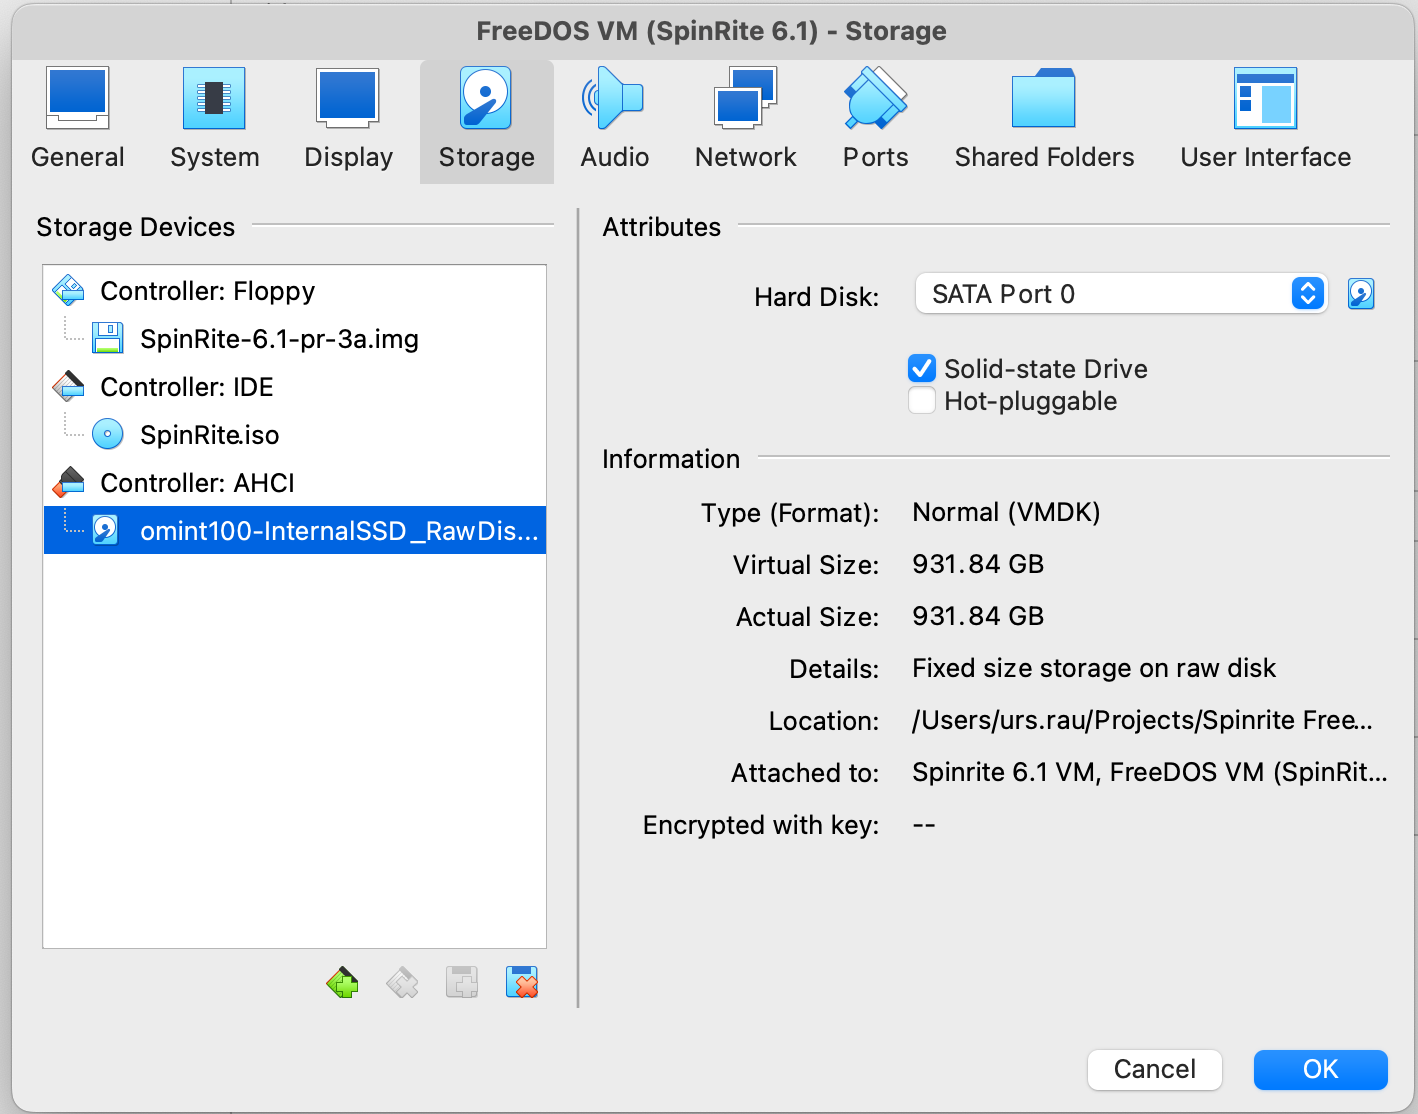 FreeDOS VM (SpinRite 6.1) - Storage
General System Display Storage Audio Network Ports Shared Folders User Interface
Storage Devices
Controller: Floppy
SpinRite-6.1-pr-3a.img
Controller: IDE
SpinRite.iso
Controller: AHCI
omint100-InternalSSD_RawDis...
Attributes
Hard Disk: SATA Port 0
Solid-state Drive
Hot-pluggable
Information
Type (Format): Normal (VMDK)
Virtual Size: 931.84 GB
Actual Size: 931.84 GB
Details: Fixed size storage on raw disk
Location: /Users/urs.rau/Projects/Spinrite Free...
Attached to: Spinrite 6.1 VM, FreeDOS VM (SpinRit...
Encrypted with key: --
Cancel OK